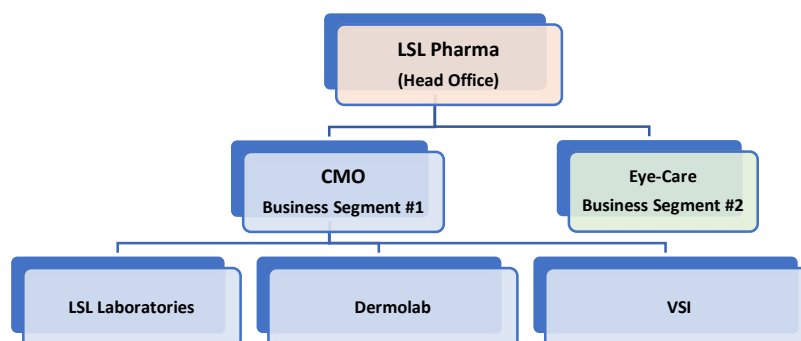 LSL Pharma
(Head Office)
CMO
Business Segment #1
Eye-Care
Business Segment #2
LSL Laboratories
Dermolab
VSI